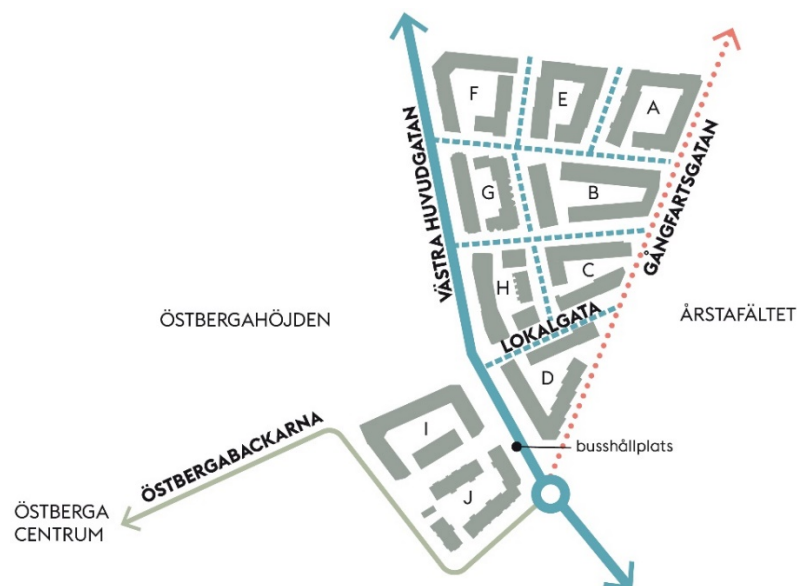 F
E
A
VÄSTRA HUVUDGATAN
GÅNGFARTSGATAN
G
B
H
C
ÖSTBERGAHÖJDEN
LOKALGATA
ÅRSTAFÄLTET
D
ÖSTBERGABACKARNA
I
busshållplats
J
ÖSTBERGA
CENTRUM